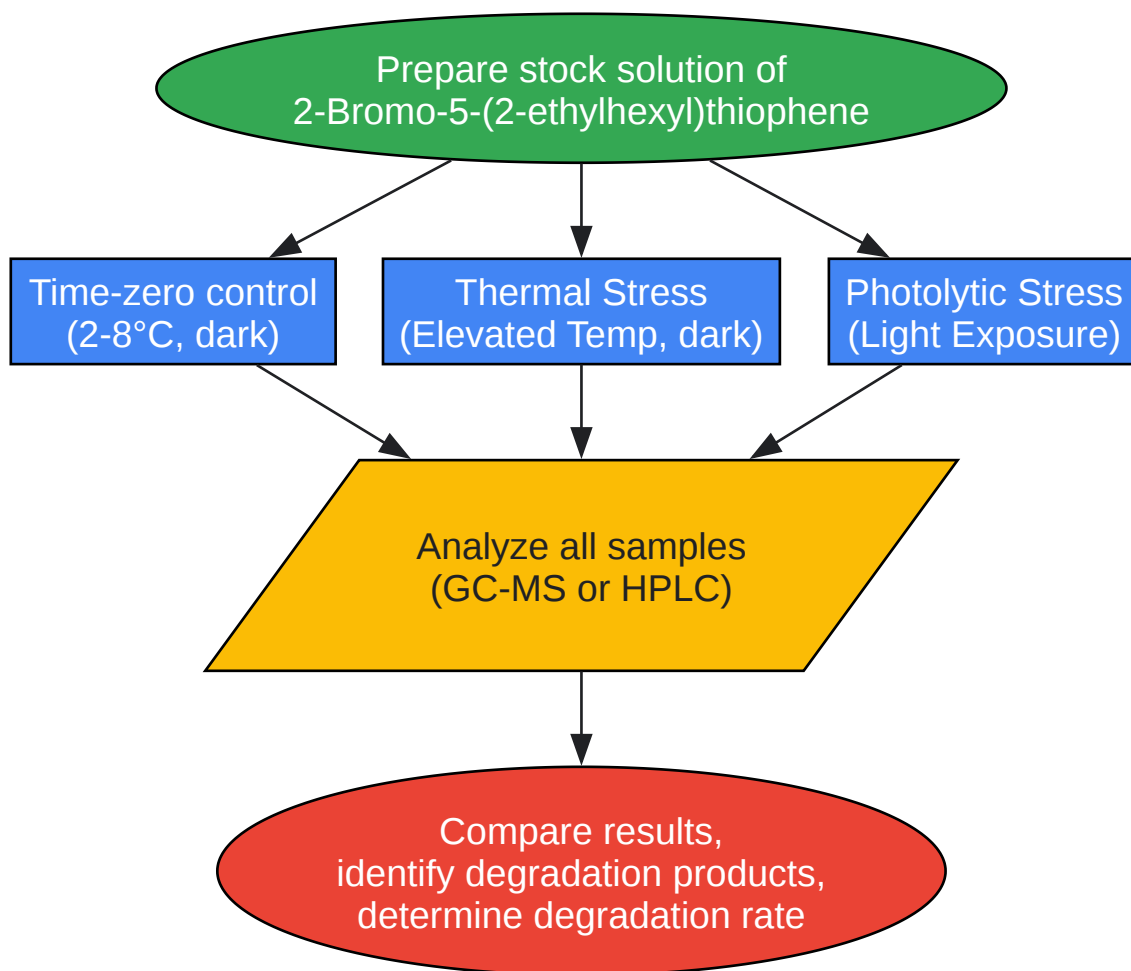 Prepare stock solution of
2-Bromo-5-(2-ethylhexyl)thiophene
Time-zero control
(2-8°C, dark)
Thermal Stress
(Elevated Temp, dark)
Photolytic Stress
(Light Exposure)
Analyze all samples
(GC-MS or HPLC)
Compare results,
identify degradation products,
determine degradation rate